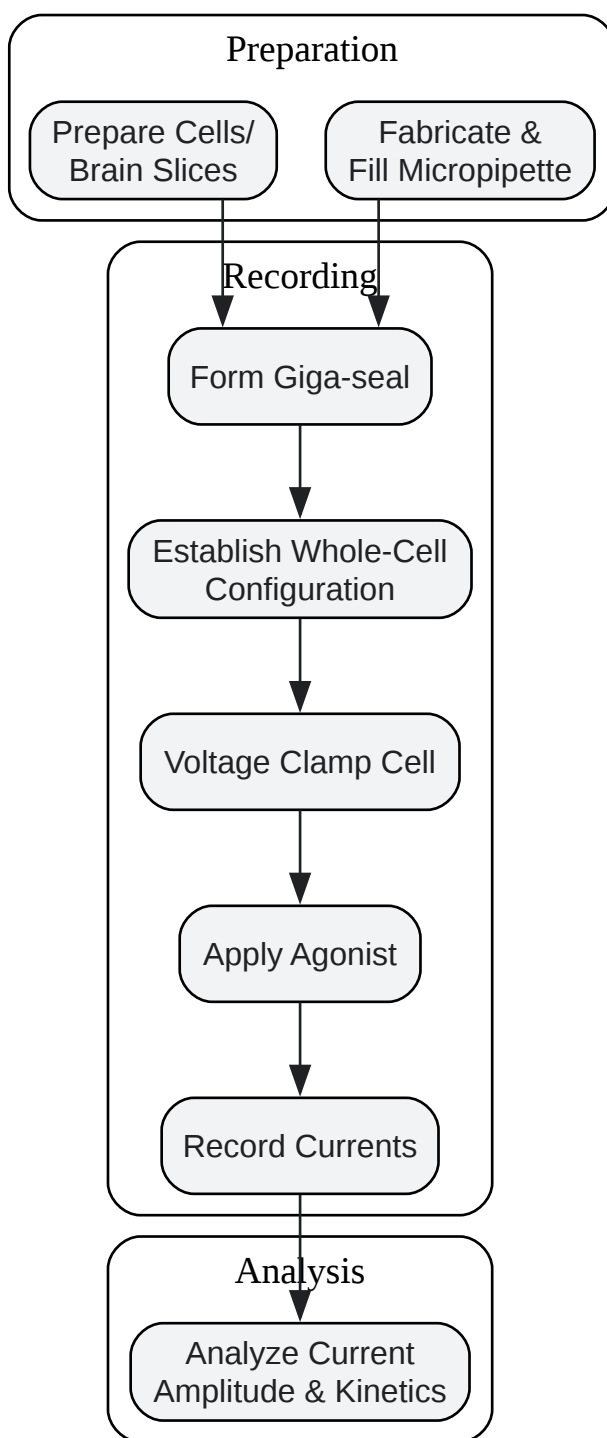 Preparation
Prepare Cells/
Brain Slices
Fabricate &
Fill Micropipette
Recording
Form Giga-seal
Establish Whole-Cell
Configuration
Voltage Clamp Cell
Apply Agonist
Record Currents
Analysis
Analyze Current
Amplitude & Kinetics